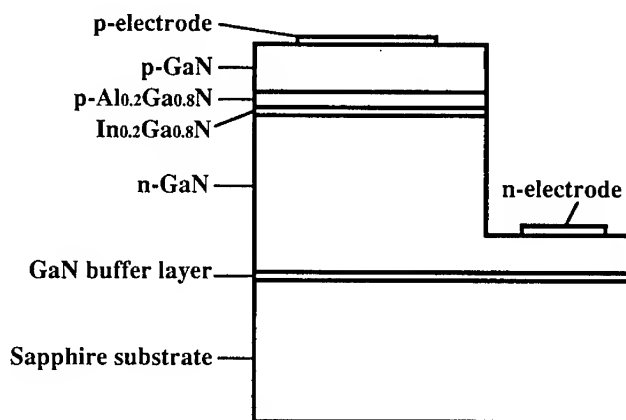 p-electrode
p-GaN
p-Al0.2Ga0.8N
In0.2Ga0.8N
n-GaN
n-electrode
GaN buffer layer
Sapphire substrate